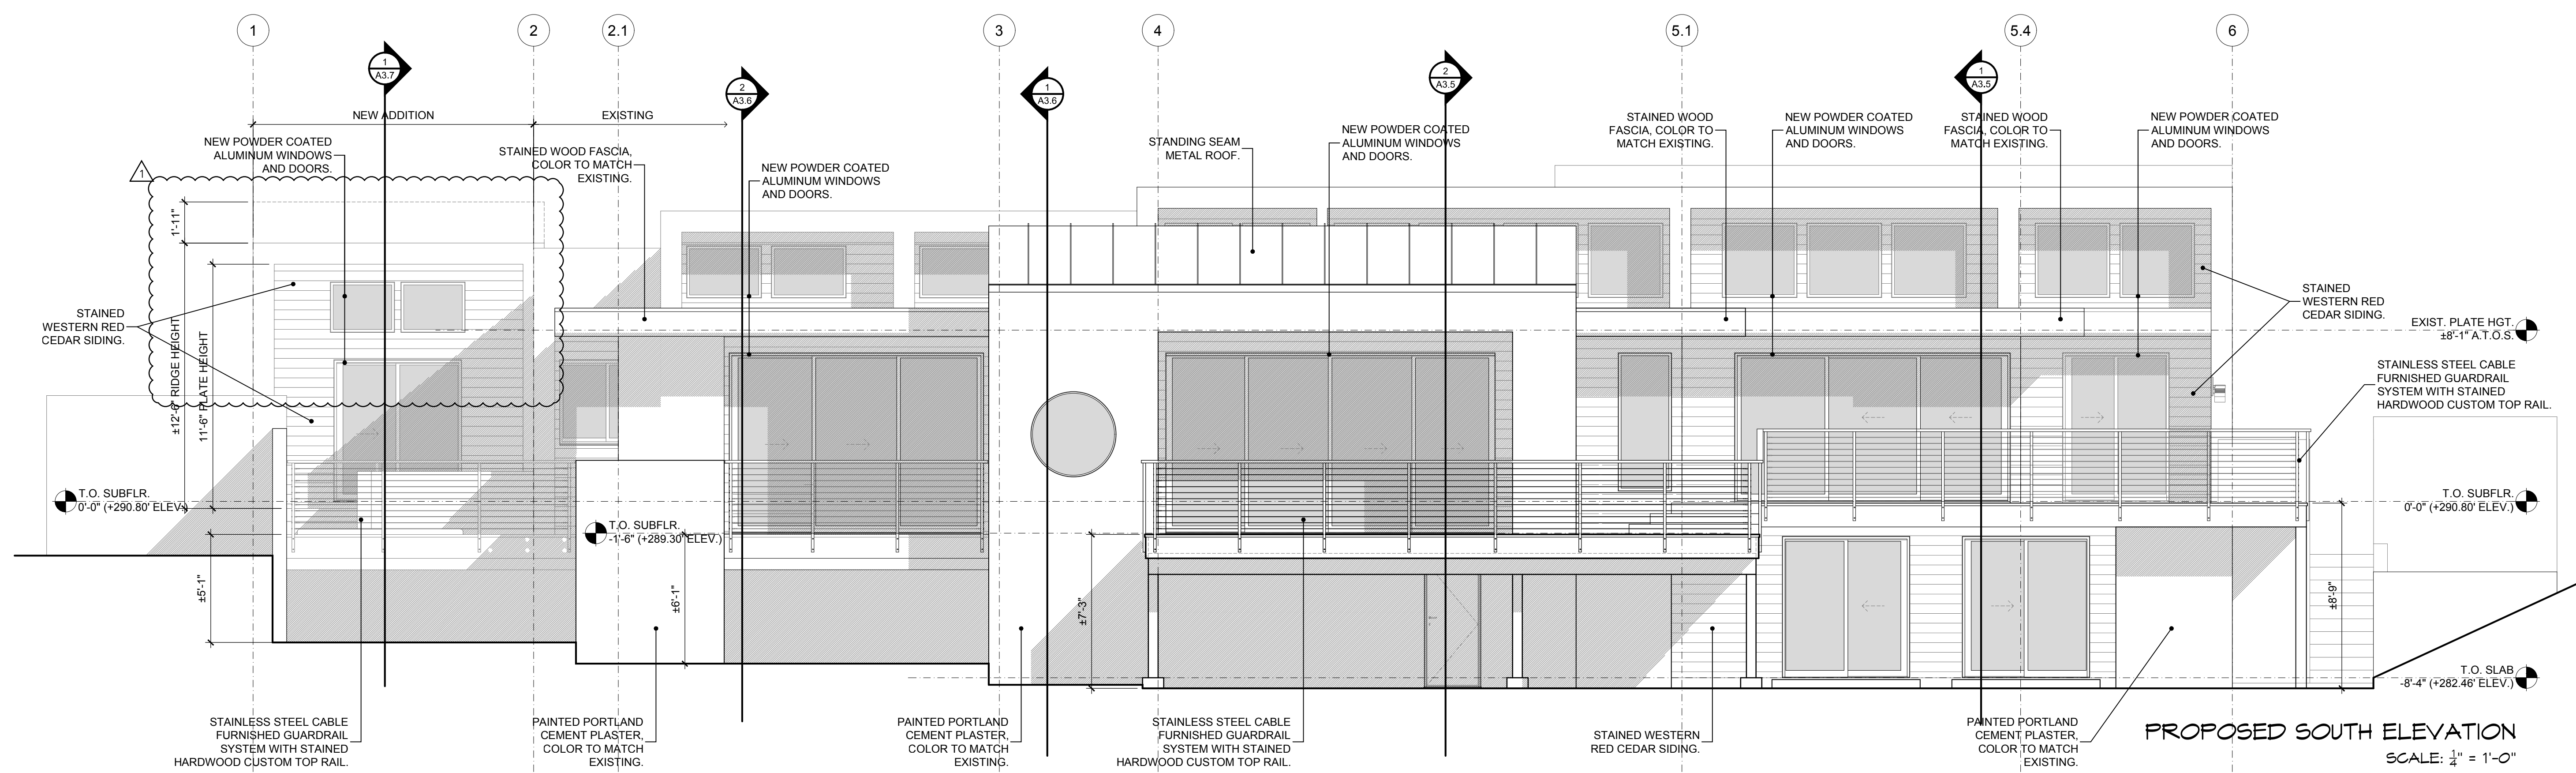 1
2
2.1
3
4
5.1
5.4
6
1
A3.7
2
A3.6
1
A3.6
2
A3.5
1
A3.5
NEW ADDITION
EXISTING
NEW POWDER COATED
ALUMINUM WINDOWS
AND DOORS.
STAINED WOOD FASCIA,
COLOR TO MATCH
EXISTING.
NEW POWDER COATED
ALUMINUM WINDOWS
AND DOORS.
STANDING SEAM
METAL ROOF.
NEW POWDER COATED
ALUMINUM WINDOWS
AND DOORS.
STAINED WOOD
FASCIA, COLOR TO
MATCH EXISTING.
NEW POWDER COATED
ALUMINUM WINDOWS
AND DOORS.
STAINED WOOD
FASCIA, COLOR TO
MATCH EXISTING.
NEW POWDER COATED
ALUMINUM WINDOWS
AND DOORS.
1
1'-11"
±12'-6" RIDGE HEIGHT
11'-6" PLATE HEIGHT
STAINED
WESTERN RED
CEDAR SIDING.
STAINED
WESTERN RED
CEDAR SIDING.
EXIST. PLATE HGT.
±8'-1" A.T.O.S.
STAINLESS STEEL CABLE
FURNISHED GUARDRAIL
SYSTEM WITH STAINED
HARDWOOD CUSTOM TOP RAIL.
T.O. SUBFLR.
0'-0" (+290.80' ELEV.)
T.O. SUBFLR.
-1'-6" (+289.30' ELEV.)
T.O. SUBFLR.
0'-0" (+290.80' ELEV.)
±5'-1"
±6'-1"
±7'-3"
±8'-9"
T.O. SLAB
-8'-4" (+282.46' ELEV.)
STAINLESS STEEL CABLE
FURNISHED GUARDRAIL
SYSTEM WITH STAINED
HARDWOOD CUSTOM TOP RAIL.
PAINTED PORTLAND
CEMENT PLASTER,
COLOR TO MATCH
EXISTING.
PAINTED PORTLAND
CEMENT PLASTER,
COLOR TO MATCH
EXISTING.
STAINLESS STEEL CABLE
FURNISHED GUARDRAIL
SYSTEM WITH STAINED
HARDWOOD CUSTOM TOP RAIL.
STAINED WESTERN
RED CEDAR SIDING.
PAINTED PORTLAND
CEMENT PLASTER,
COLOR TO MATCH
EXISTING.
PROPOSED SOUTH ELEVATION
SCALE: 1/4" = 1'-0"